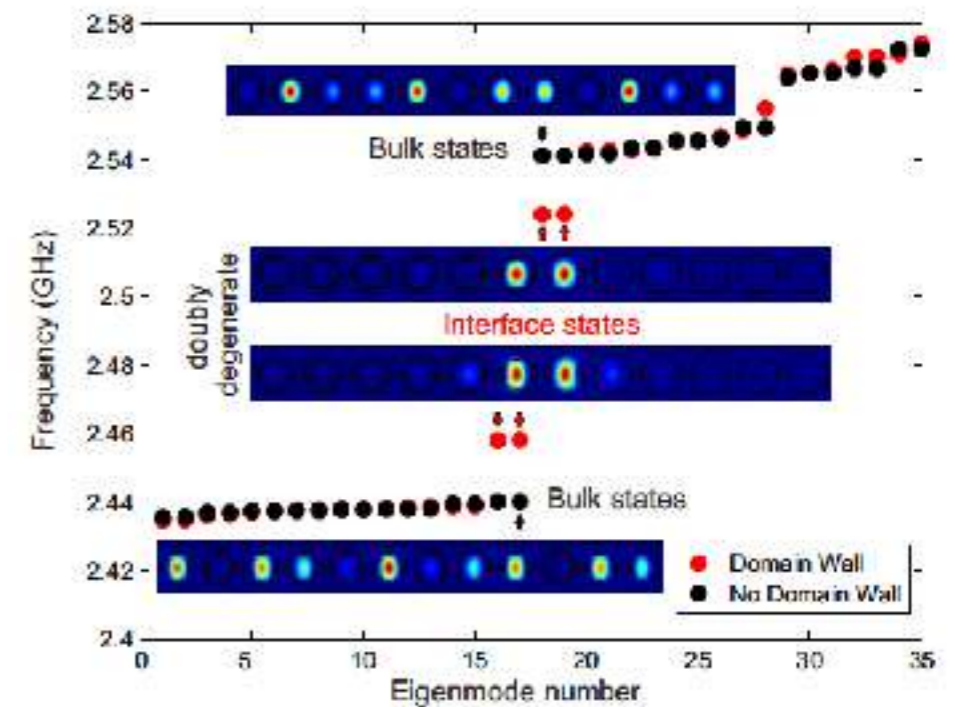 2.58
2.56
Bulk states
2.54
2.52
Frequency (GHz)
doubly
degenerate
2.5
Interface states
2.48
2.46
2.44
Bulk states
2.42
Domain Wall
No Domain Wall
2.4
0 5 10 15 20 25 30 35
Eigenmode number